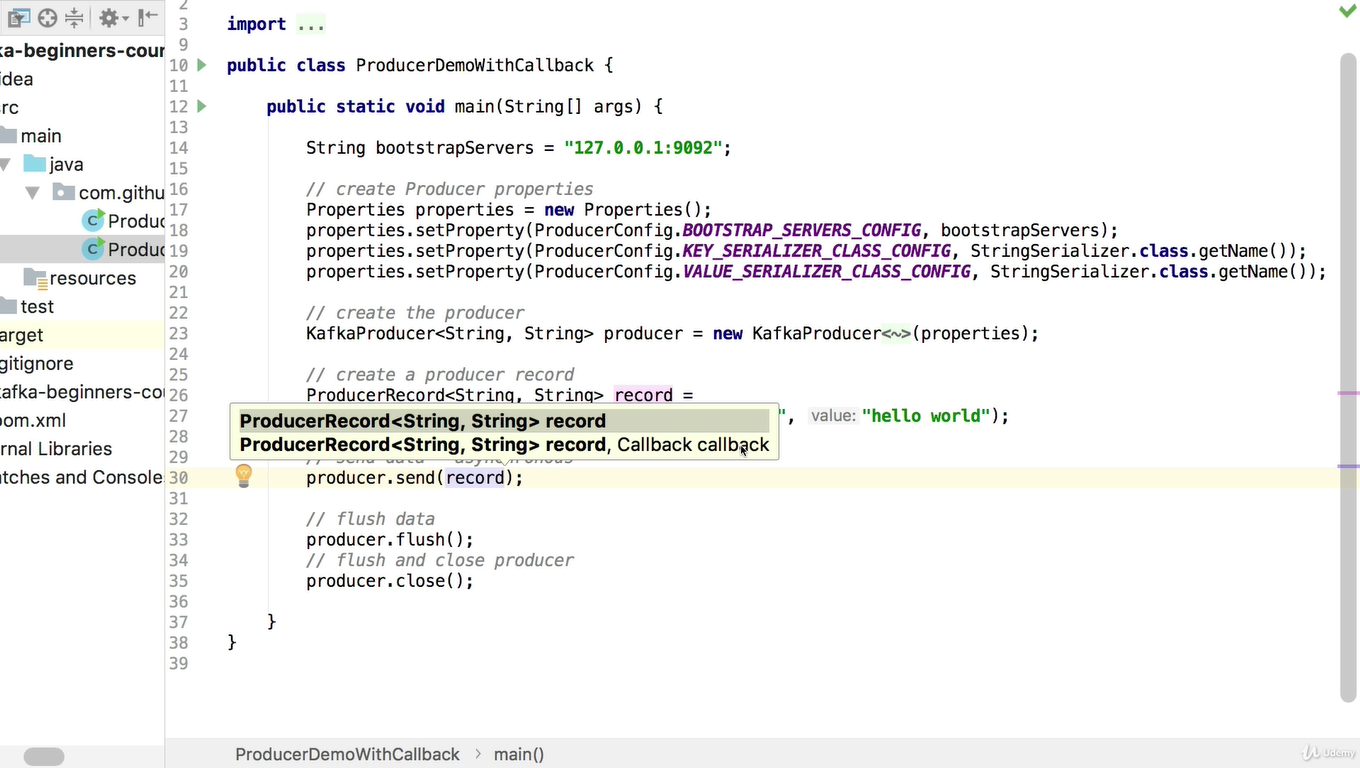 ka-beginners-cour
idea
rc
main
java
com.githu
Produc
Produc
resources
test
arget
gitignore
kafka-beginners-cou
pom.xml
rnal Libraries
atches and Console
2
3 import ...
9
10 public class ProducerDemoWithCallback {
11
12 public static void main(String[] args) {
13
14 String bootstrapServers = "127.0.0.1:9092";
15
16 // create Producer properties
17 Properties properties = new Properties();
18 properties.setProperty(ProducerConfig.BOOTSTRAP_SERVERS_CONFIG, bootstrapServers);
19 properties.setProperty(ProducerConfig.KEY_SERIALIZER_CLASS_CONFIG, StringSerializer.class.getName());
20 properties.setProperty(ProducerConfig.VALUE_SERIALIZER_CLASS_CONFIG, StringSerializer.class.getName());
21
22 // create the producer
23 KafkaProducer<String, String> producer = new KafkaProducer<~>(properties);
24
25 // create a producer record
26 ProducerRecord<String, String> record =
27 ", value: "hello world");
ProducerRecord<String, String> record
ProducerRecord<String, String> record, Callback callback
28
29 // send data - asynchronous
30 producer.send(record);
31
32 // flush data
33 producer.flush();
34 // flush and close producer
35 producer.close();
36
37 }
38 }
39
ProducerDemoWithCallback > main()
Udemy